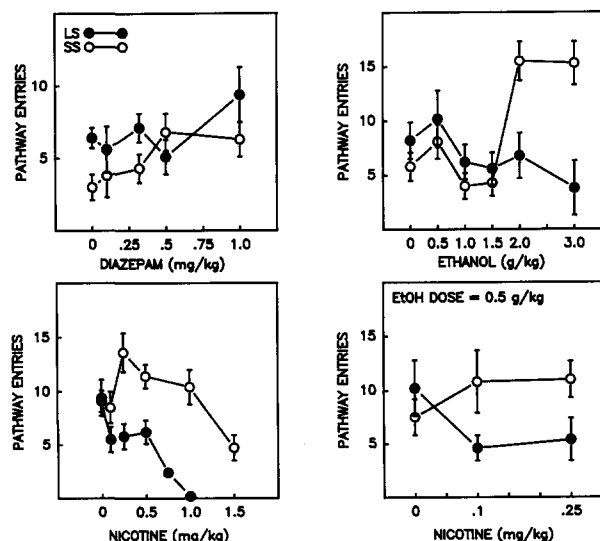 LS
SS
PATHWAY ENTRIES
10
5
0 .25 0.5 .75 1.0
DIAZEPAM (mg/kg)
PATHWAY ENTRIES
20
15
10
5
0 0.5 1.0 1.5 2.0 3.0
ETHANOL (g/kg)
PATHWAY ENTRIES
15
10
5
0 0.5 1.0 1.5
NICOTINE (mg/kg)
EtOH DOSE = 0.5 g/kg
PATHWAY ENTRIES
15
10
5
0 .1 .25
NICOTINE (mg/kg)